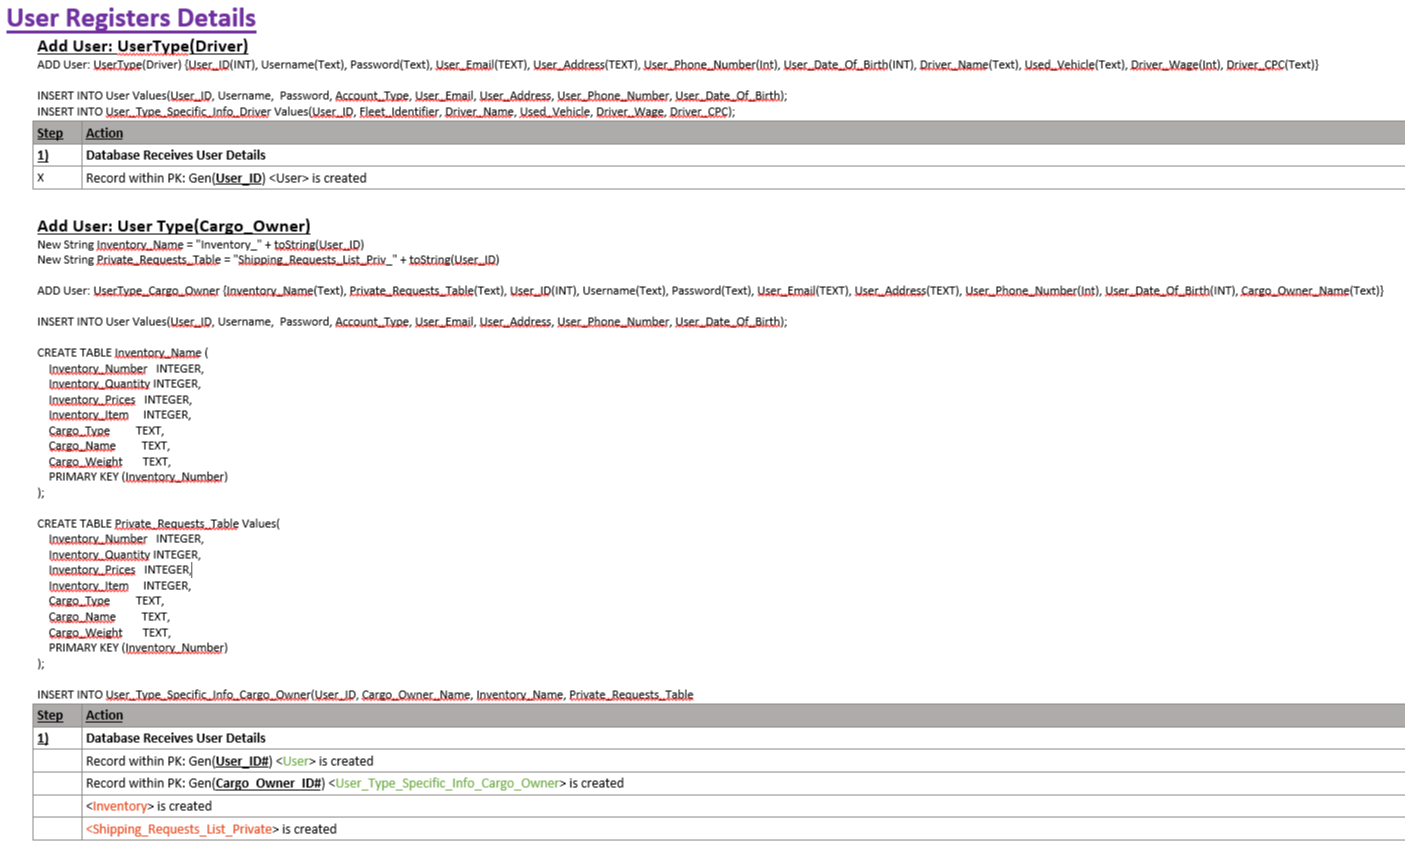 User Registers Details
Add User: UserType(Driver)
ADD User: UserType(Driver) {User_ID(INT), Username(Text), Password(Text), User_Email(TEXT), User_Address(TEXT), User_Phone_Number(Int), User_Date_Of_Birth(INT), Driver_Name(Text), Used_Vehicle(Text), Driver_Wage(Int), Driver_CPC(Text)}
INSERT INTO User Values(User_ID, Username, Password, Account_Type, User_Email, User_Address, User_Phone_Number, User_Date_Of_Birth);
INSERT INTO User_Type_Specific_Info_Driver Values(User_ID, Fleet_Identifier, Driver_Name, Used_Vehicle, Driver_Wage, Driver_CPC);
Step Action
1) Database Receives User Details
X Record within PK: Gen(User_ID) <User> is created
Add User: User Type(Cargo_Owner)
New String Inventory_Name = "Inventory_" + toString(User_ID)
New String Private_Requests_Table = "Shipping_Requests_List_Priv_" + toString(User_ID)
ADD User: UserType_Cargo_Owner {Inventory_Name(Text), Private_Requests_Table(Text), User_ID(INT), Username(Text), Password(Text), User_Email(TEXT), User_Address(TEXT), User_Phone_Number(Int), User_Date_Of_Birth(INT), Cargo_Owner_Name(Text)}
INSERT INTO User Values(User_ID, Username, Password, Account_Type, User_Email, User_Address, User_Phone_Number, User_Date_Of_Birth);
CREATE TABLE Inventory_Name (
Inventory_Number INTEGER,
Inventory_Quantity INTEGER,
Inventory_Prices INTEGER,
Inventory_Item INTEGER,
Cargo_Type TEXT,
Cargo_Name TEXT,
Cargo_Weight TEXT,
PRIMARY KEY (Inventory_Number)
);
CREATE TABLE Private_Requests_Table Values(
Inventory_Number INTEGER,
Inventory_Quantity INTEGER,
Inventory_Prices INTEGER,
Inventory_Item INTEGER,
Cargo_Type TEXT,
Cargo_Name TEXT,
Cargo_Weight TEXT,
PRIMARY KEY (Inventory_Number)
);
INSERT INTO User_Type_Specific_Info_Cargo_Owner(User_ID, Cargo_Owner_Name, Inventory_Name, Private_Requests_Table
Step Action
1) Database Receives User Details
Record within PK: Gen(User_ID#) <User> is created
Record within PK: Gen(Cargo_Owner_ID#) <User_Type_Specific_Info_Cargo_Owner> is created
<Inventory> is created
<Shipping_Requests_List_Private> is created